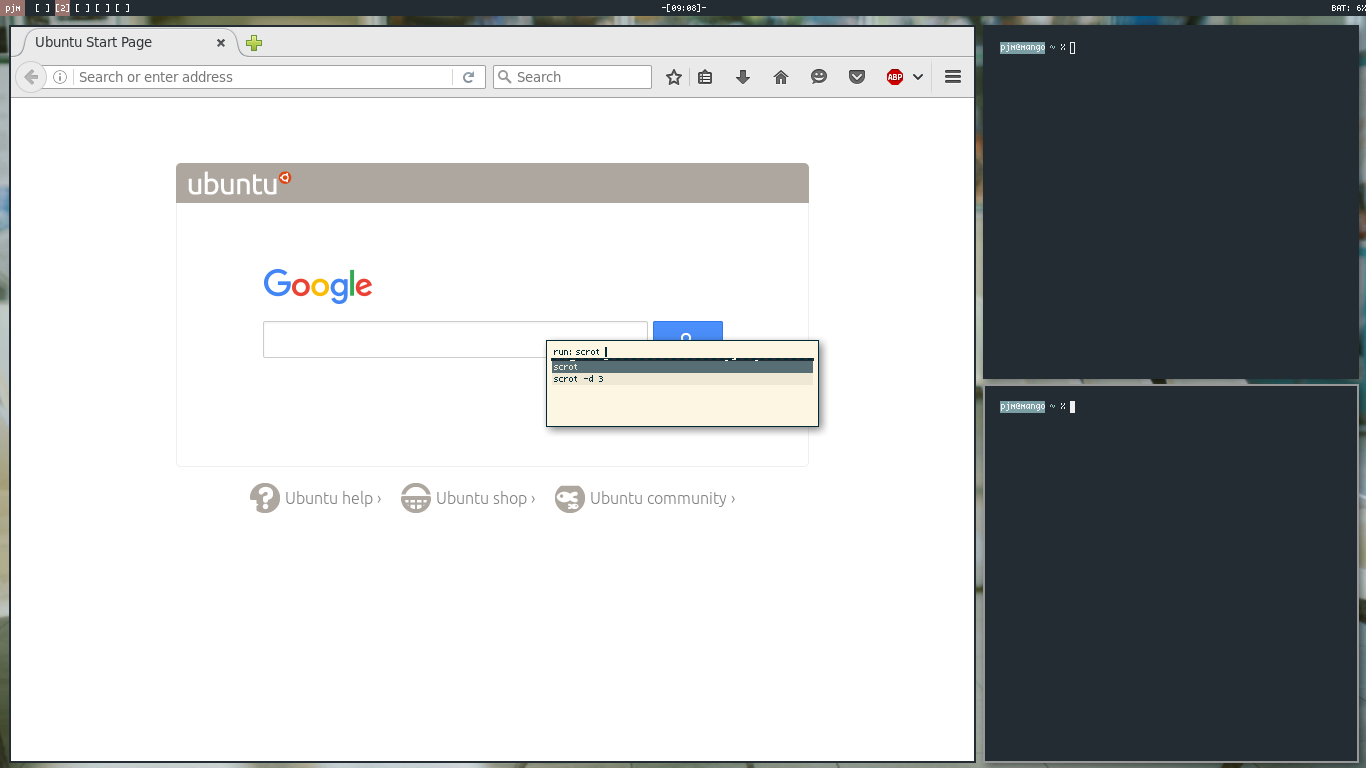 pjm [ ] [2] [ ] [ ] [ ] -[09:08]- BAT: 6%
Ubuntu Start Page
Search or enter address
Search
ABP
pjm@mango ~ %
ubuntu
Google
run: scrot
scrot
scrot -d 3
pjm@mango ~ %
Ubuntu help ›
Ubuntu shop ›
Ubuntu community ›